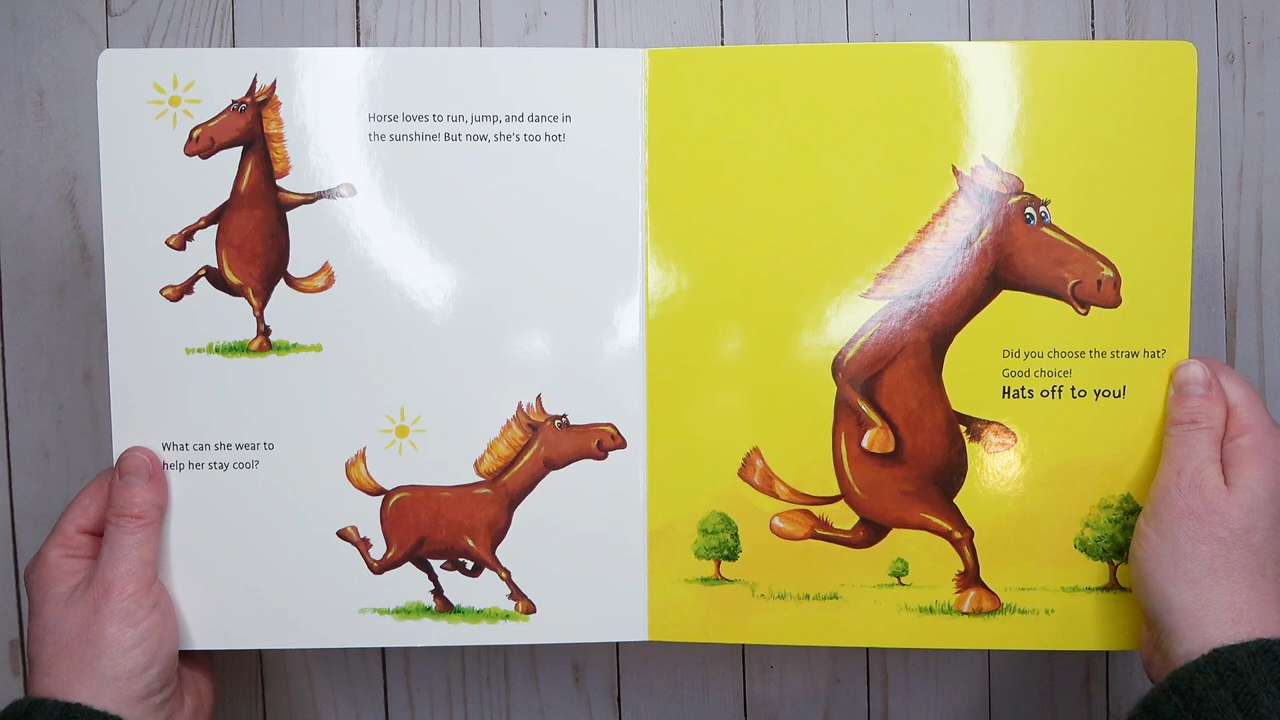 Horse loves to run, jump, and dance in
the sunshine! But now, she's too hot!
What can she wear to
help her stay cool?
Did you choose the straw hat?
Good choice!
Hats off to you!